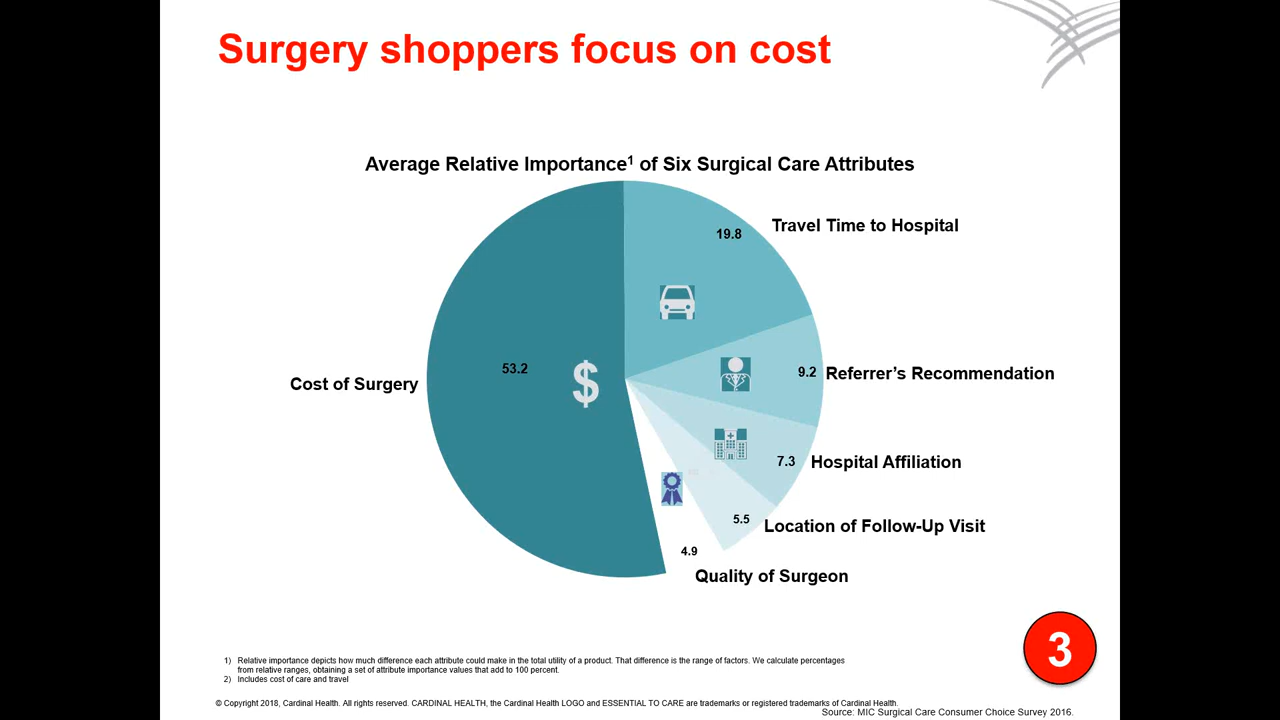 Surgery shoppers focus on cost
Average Relative Importance¹ of Six Surgical Care Attributes
19.8
Travel Time to Hospital
53.2
$
Cost of Surgery
9.2
Referrer’s Recommendation
7.3
Hospital Affiliation
5.5
Location of Follow-Up Visit
4.9
Quality of Surgeon
3
1) Relative importance depicts how much difference each attribute could make in the total utility of a product. That difference is the range of factors. We calculate percentages
from relative ranges, obtaining a set of attribute importance values that add to 100 percent.
2) Includes cost of care and travel
© Copyright 2018, Cardinal Health. All rights reserved. CARDINAL HEALTH, the Cardinal Health LOGO and ESSENTIAL TO CARE are trademarks or registered trademarks of Cardinal Health.
Source: MIC Surgical Care Consumer Choice Survey 2016.